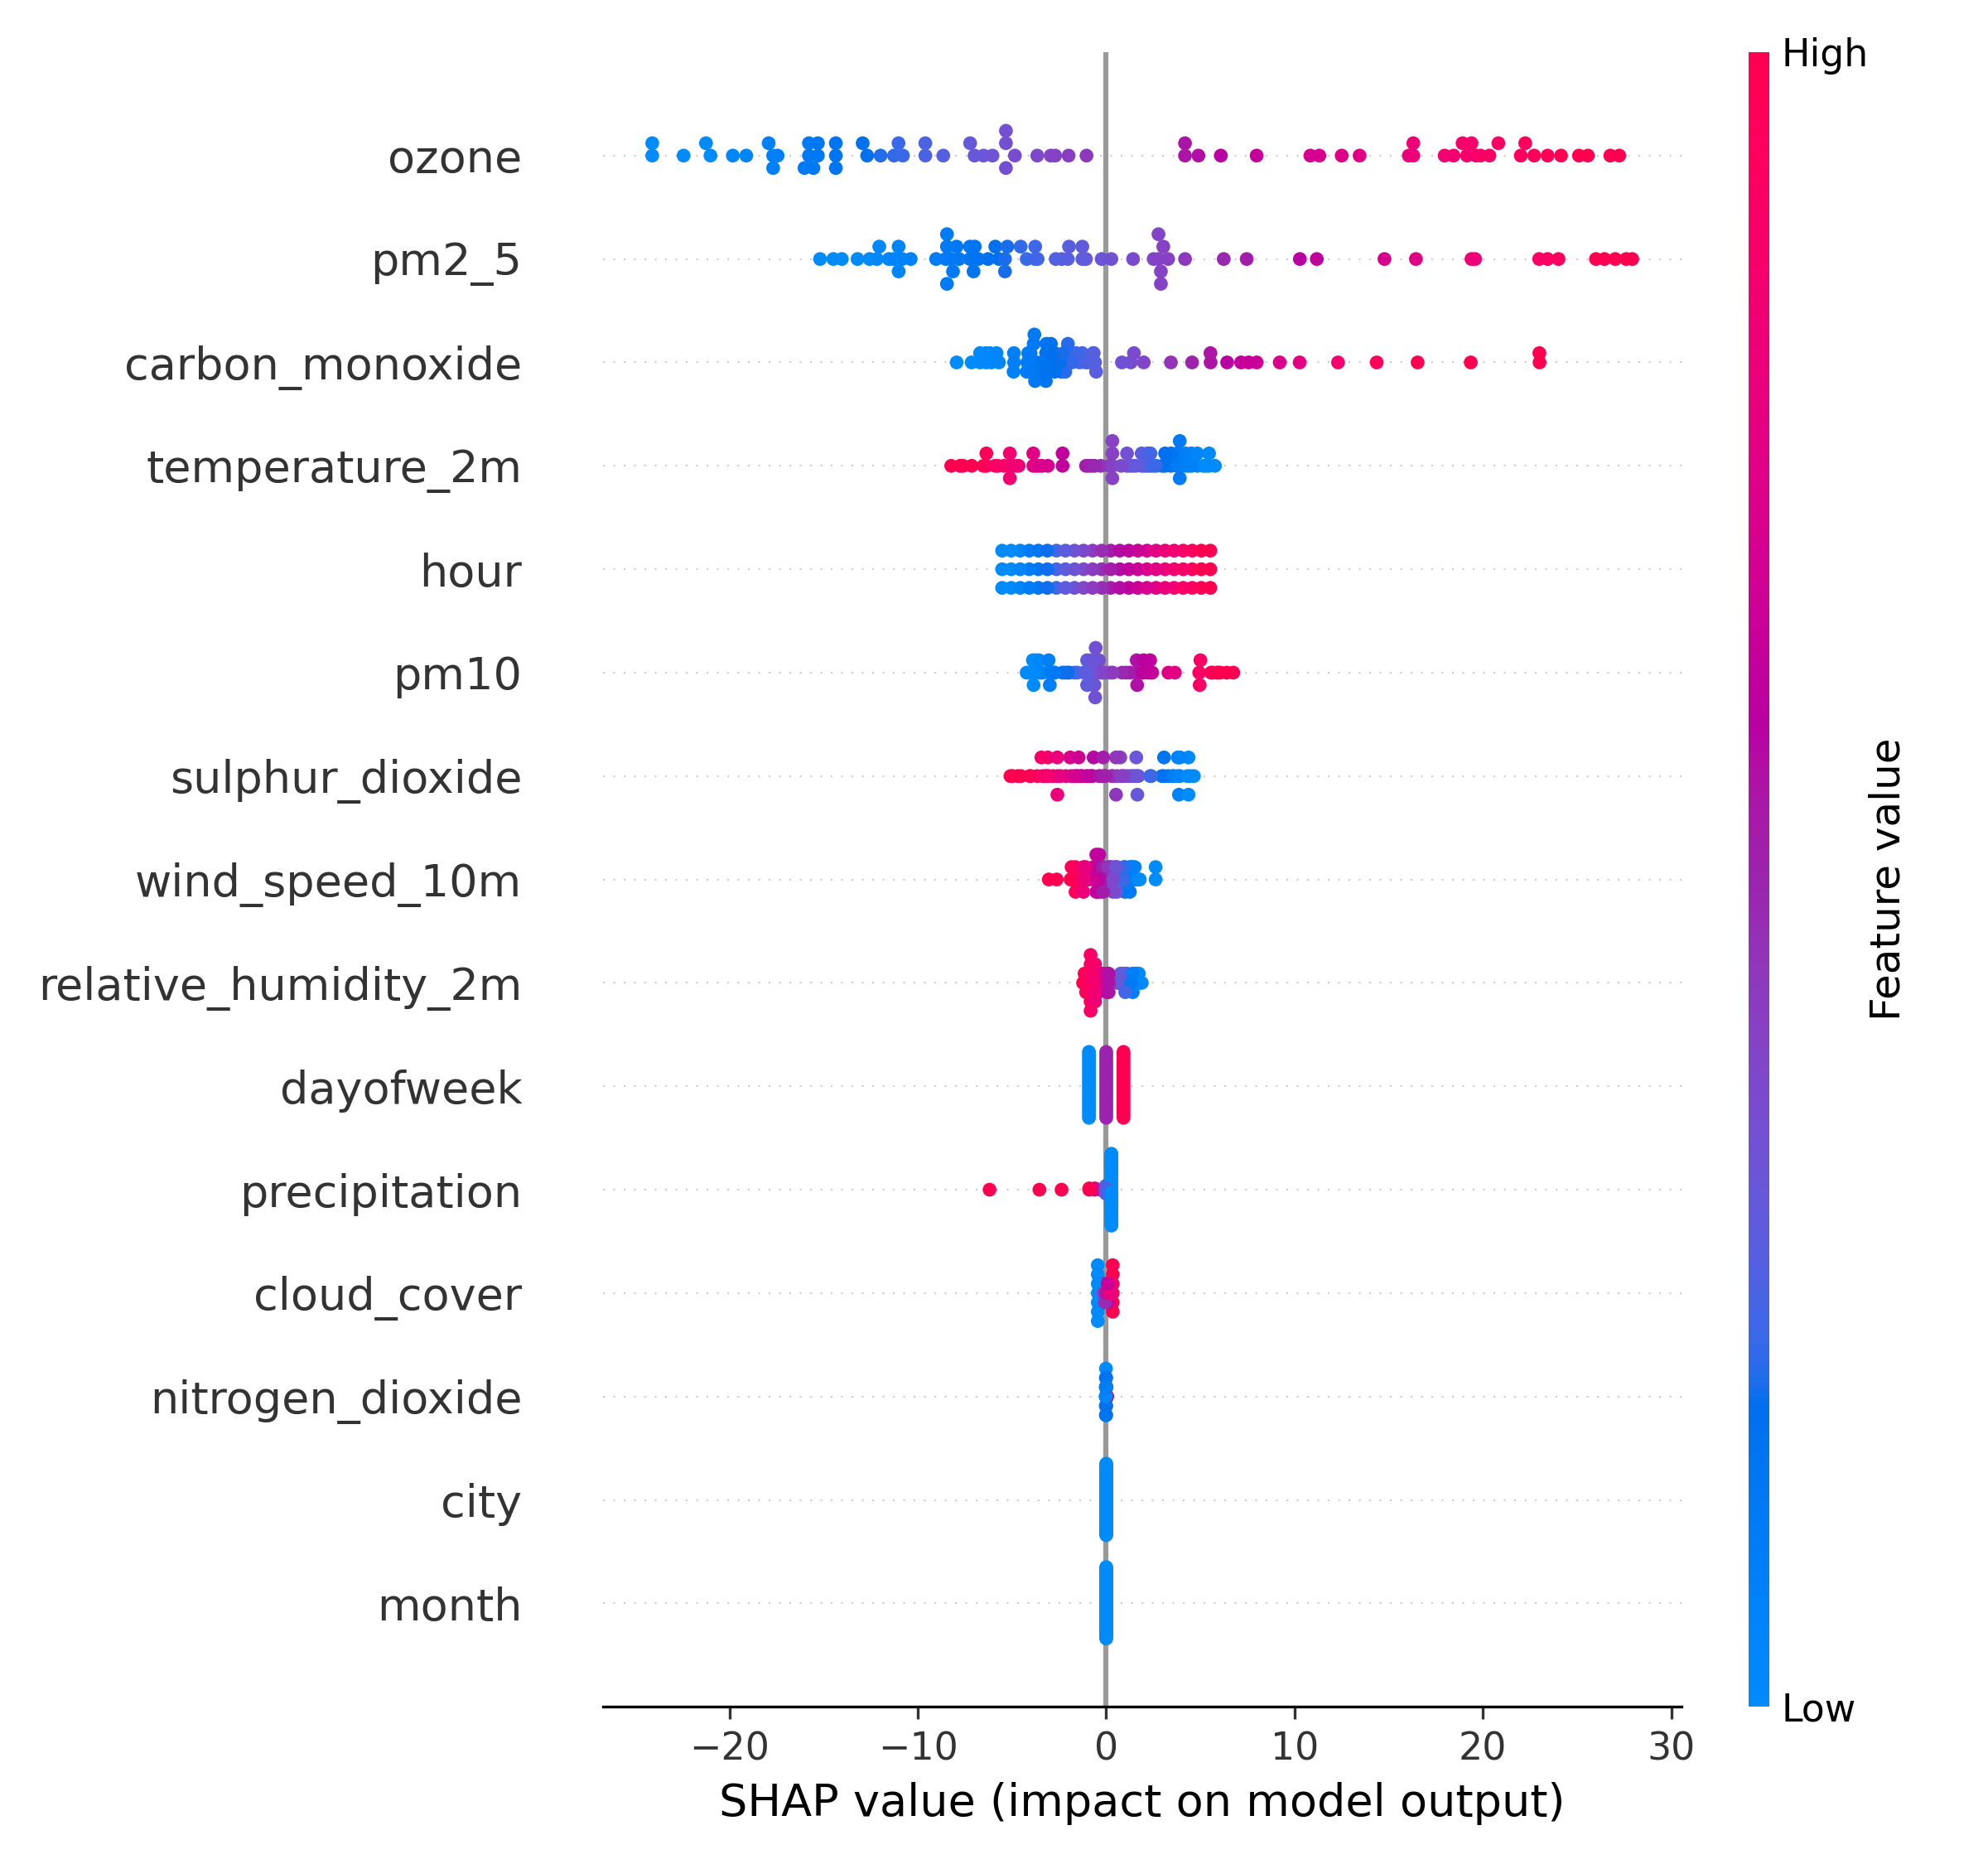 High
ozone
pm2_5
carbon_monoxide
temperature_2m
hour
pm10
sulphur_dioxide
wind_speed_10m
relative_humidity_2m
dayofweek
precipitation
cloud_cover
nitrogen_dioxide
city
month
Feature value
Low
−20 −10 0 10 20 30
SHAP value (impact on model output)